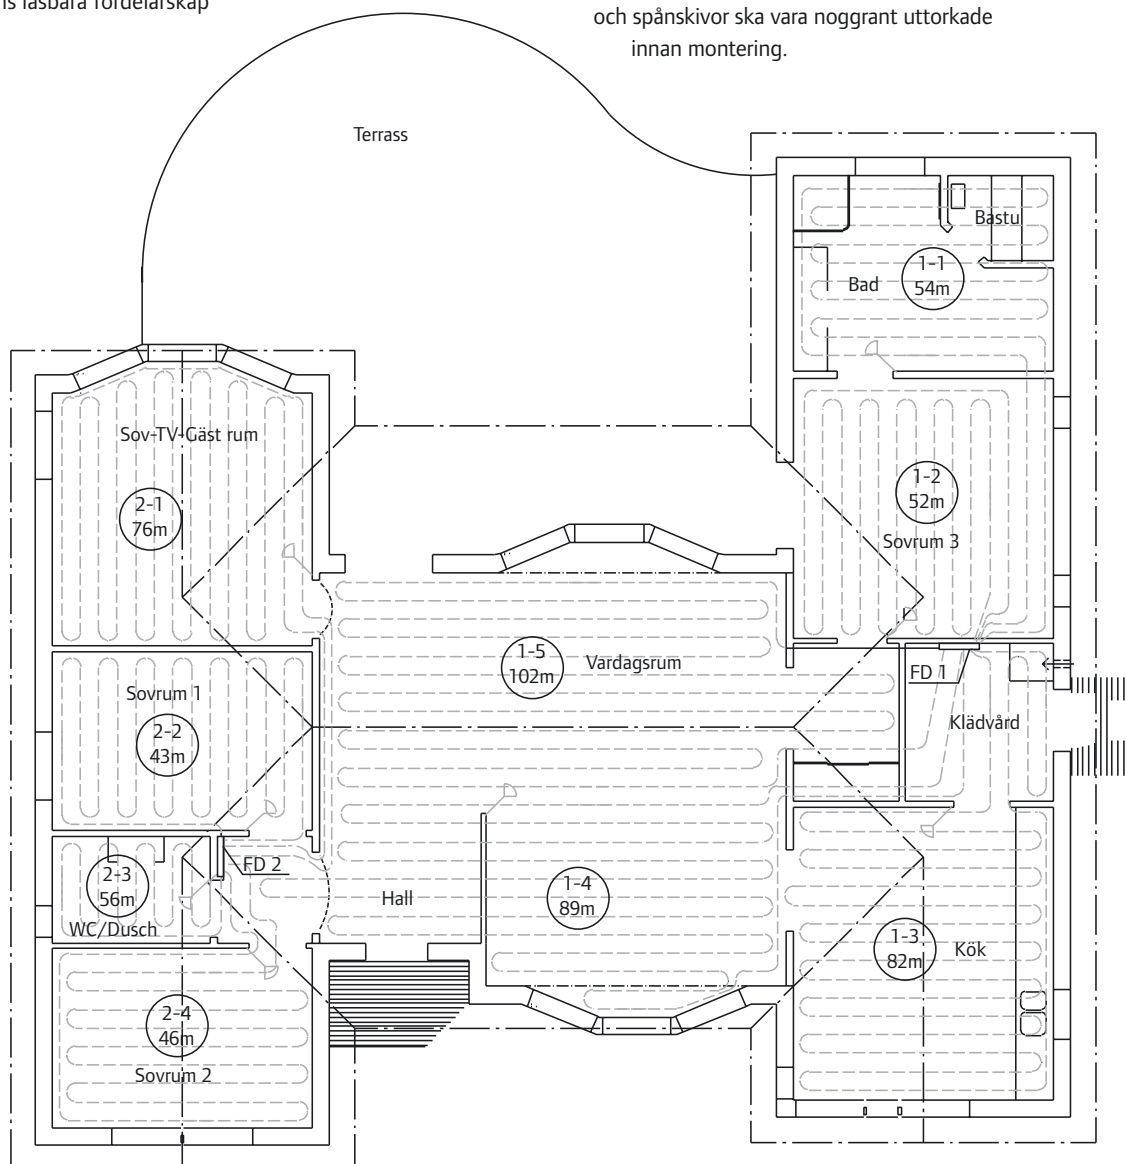 ns låsbara fördelarskåp
och spånskivor ska vara noggrant uttorkade
innan montering.
Terrass
Bastu
1-1
54m
Bad
Sov-TV-Gäst rum
2-1
76m
1-2
52m
Sovrum 3
1-5
102m
Vardagsrum
FD 1
Sovrum 1
2-2
43m
Klädvård
FD 2
2-3
56m
WC/Dusch
Hall
1-4
89m
1-3
82m
Kök
2-4
46m
Sovrum 2